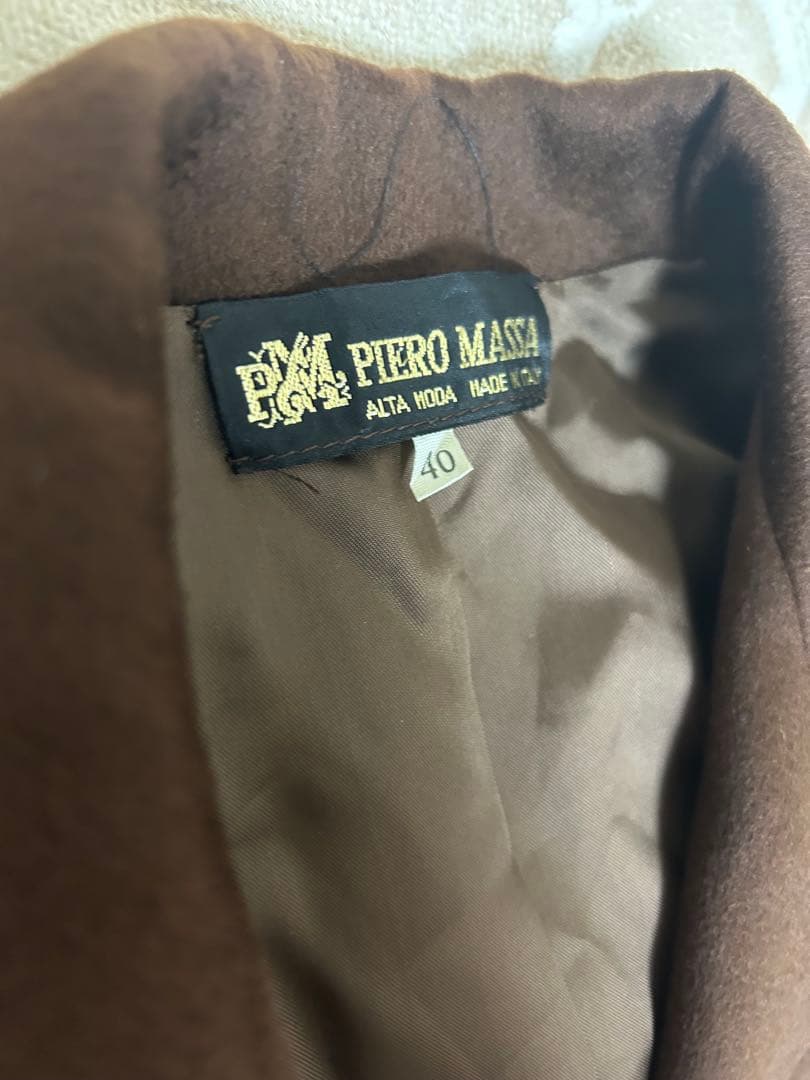 PM PIERO MASSA
ALTA MODA MADE IN ITALY
40